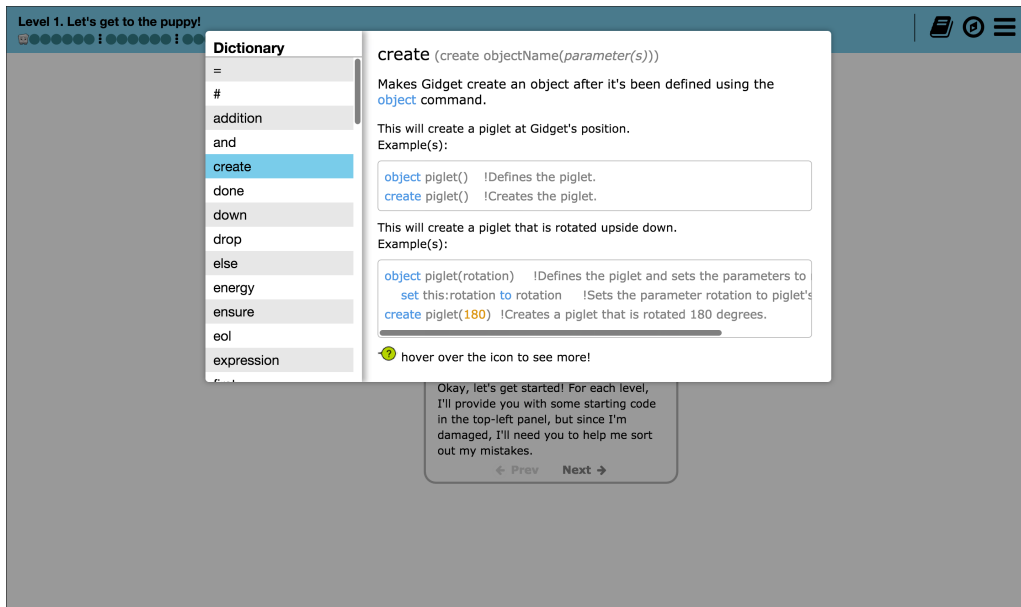 Level 1. Let's get to the puppy!
Dictionary
=
#
addition
and
create
done
down
drop
else
energy
ensure
eol
expression
create (create objectName(parameter(s)))
Makes Gidget create an object after it's been defined using the
object command.
This will create a piglet at Gidget's position.
Example(s):
object piglet() !Defines the piglet.
create piglet() !Creates the piglet.
This will create a piglet that is rotated upside down.
Example(s):
object piglet(rotation) !Defines the piglet and sets the parameters to
set this:rotation to rotation !Sets the parameter rotation to piglet's
create piglet(180) !Creates a piglet that is rotated 180 degrees.
? hover over the icon to see more!
Okay, let's get started! For each level,
I'll provide you with some starting code
in the top-left panel, but since I'm
damaged, I'll need you to help me sort
out my mistakes.
← Prev Next →